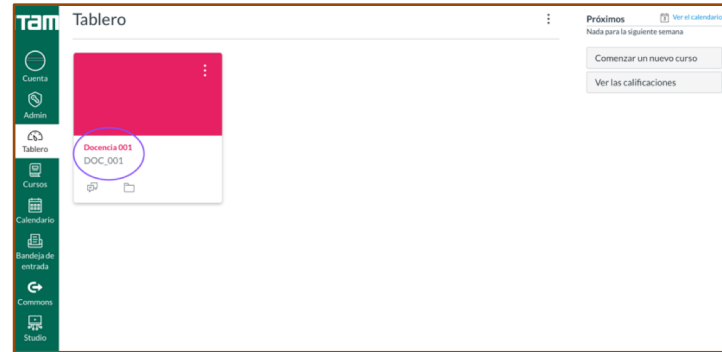 Tam
Cuenta
Admin
Tablero
Cursos
Calendario
Bandeja de
entrada
Commons
Studio
Tablero
Docencia 001
DOC_001
Próximos
Ver el calendario
Nada para la siguiente semana
Comenzar un nuevo curso
Ver las calificaciones